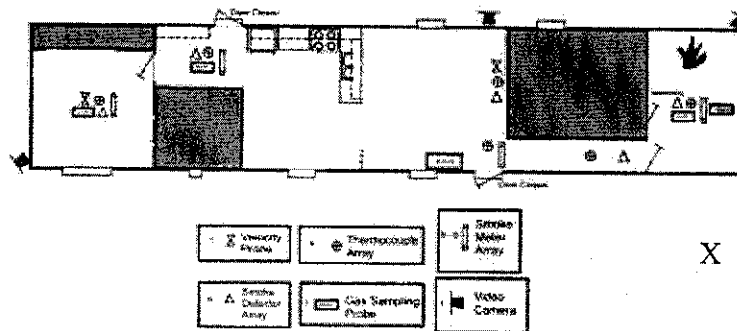 Door Closed
Door Closed
Velocity
Probe
Thermocouple
Array
Smoke
Meter
Array
X
Smoke
Detector
Array
Gas Sampling
Probe
Video
Camera